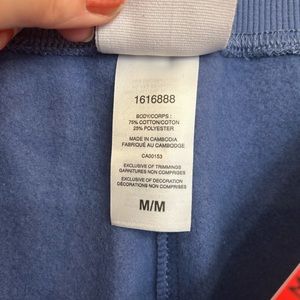 1616888
BODY/CORPS :
75% COTTON/COTON
25% POLYESTER
MADE IN CAMBODIA
FABRIQUÉ AU CAMBODGE
CA00153
EXCLUSIVE OF TRIMMINGS
GARNITURES NON COMPRISES
EXCLUSIVE OF DECORATION
DÉCORATIONS NON COMPRISES
M/M